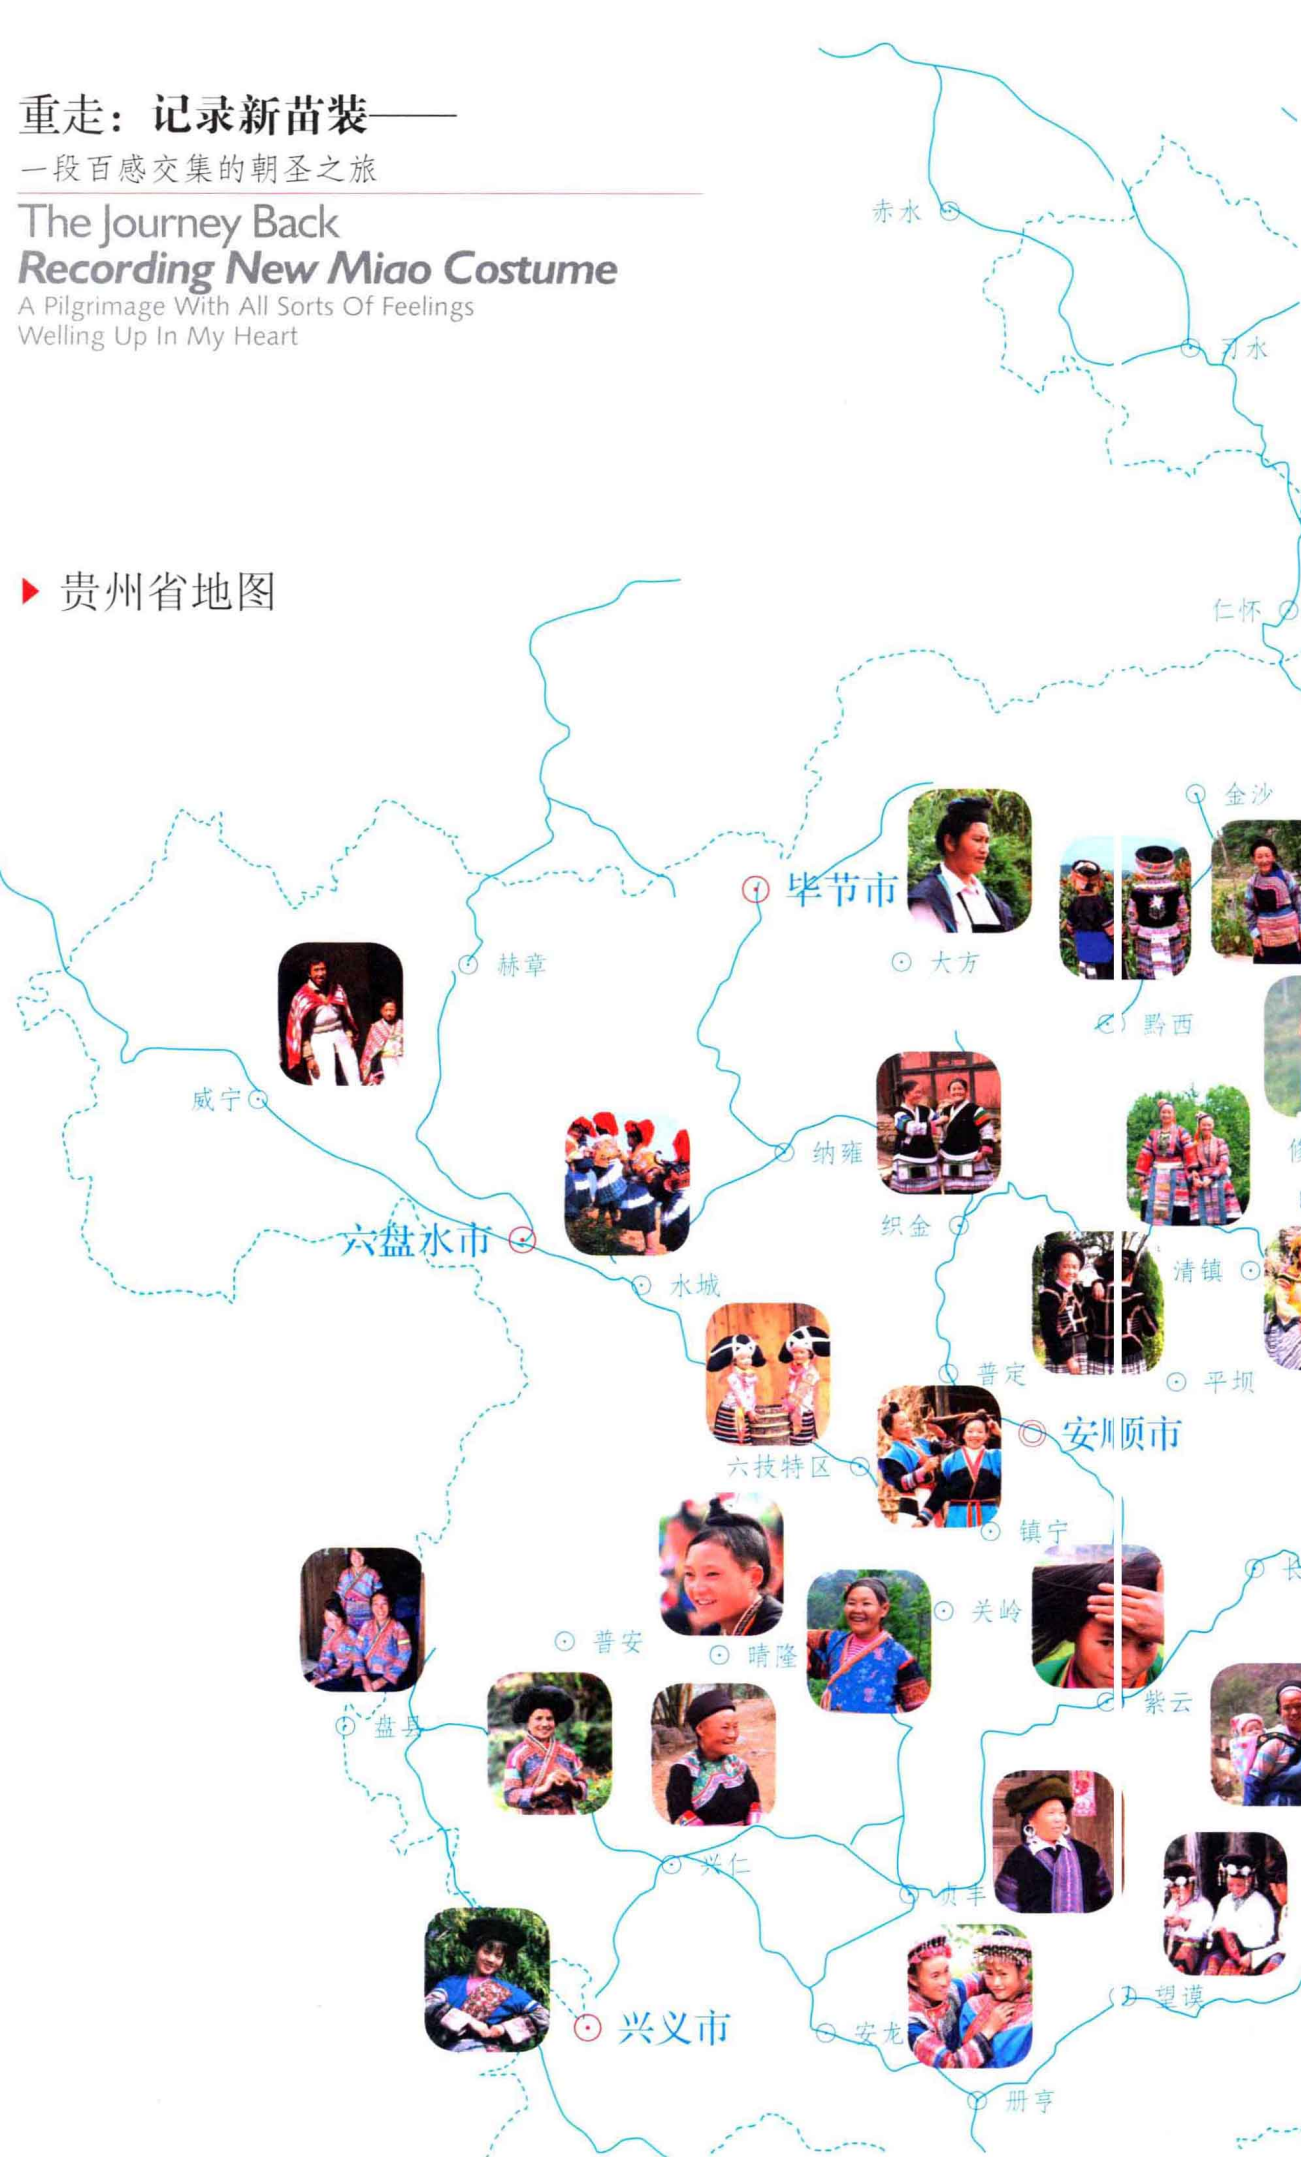 重走：记录新苗装——
一段百感交集的朝圣之旅
The Journey Back
Recording New Miao Costume
A Pilgrimage With All Sorts Of Feelings
Welling Up In My Heart
赤水
习水
贵州省地图
仁怀
金沙
毕节市
赫章
大方
黔西
威宁
纳雍
织金
六盘水市
清镇
水城
普定
平坝
安顺市
六技特区
镇宁
长
关岭
普安
晴隆
紫云
盘县
兴仁
贞丰
望谟
兴义市
安龙
册亨